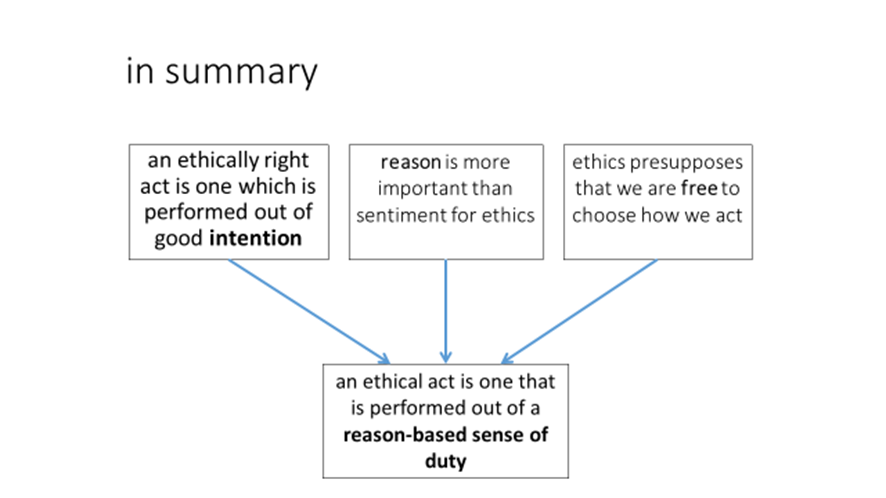 in summary
an ethically right
act is one which is
performed out of
good intention
reason is more
important than
sentiment for ethics
ethics presupposes
that we are free to
choose how we act
an ethical act is one that
is performed out of a
reason-based sense of
duty